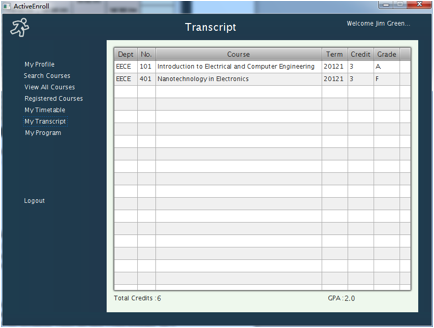 ActiveEnroll
Transcript
Welcome Jim Green...
My Profile
Search Courses
View All Courses
Registered Courses
My Timetable
My Transcript
My Program
Logout
Dept No. Course Term Credit Grade
EECE 101 Introduction to Electrical and Computer Engineering 20121 3 A
EECE 401 Nanotechnology in Electronics 20121 3 F
Total Credits :6 GPA :2.0